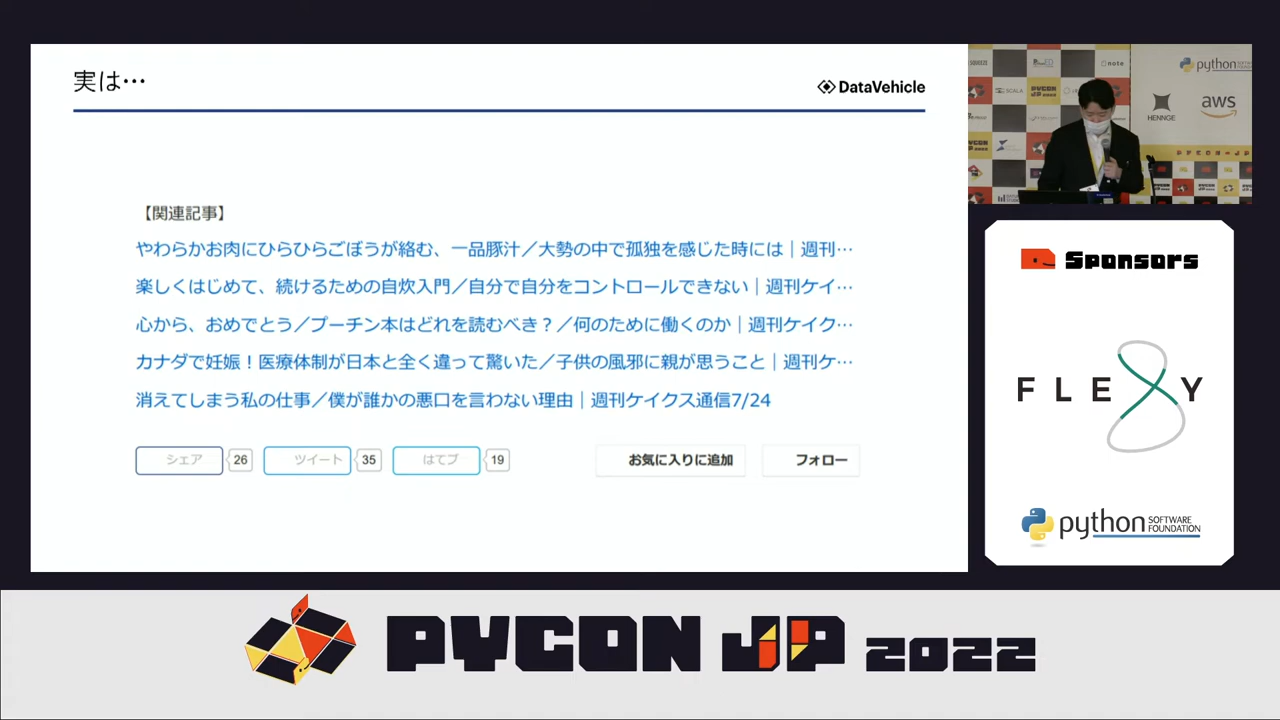 実は…
DataVehicle
【関連記事】
やわらかお肉にひらひらごぼうが絡む、一品豚汁／大勢の中で孤独を感じた時には｜週刊…
楽しくはじめて、続けるための自炊入門／自分で自分をコントロールできない｜週刊ケイ…
心から、おめでとう／プーチン本はどれを読むべき？／何のために働くのか｜週刊ケイク…
カナダで妊娠！医療体制が日本と全く違って驚いた／子供の風邪に親が思うこと｜週刊ケ…
消えてしまう私の仕事／僕が誰かの悪口を言わない理由｜週刊ケイクス通信7/24
シェア 26 ツイート 35 はてブ 19 お気に入りに追加 フォロー
note
python
SCALA
HENNGE
aws
Sponsors
FLEXY
python SOFTWARE FOUNDATION
PYCON JP 2022